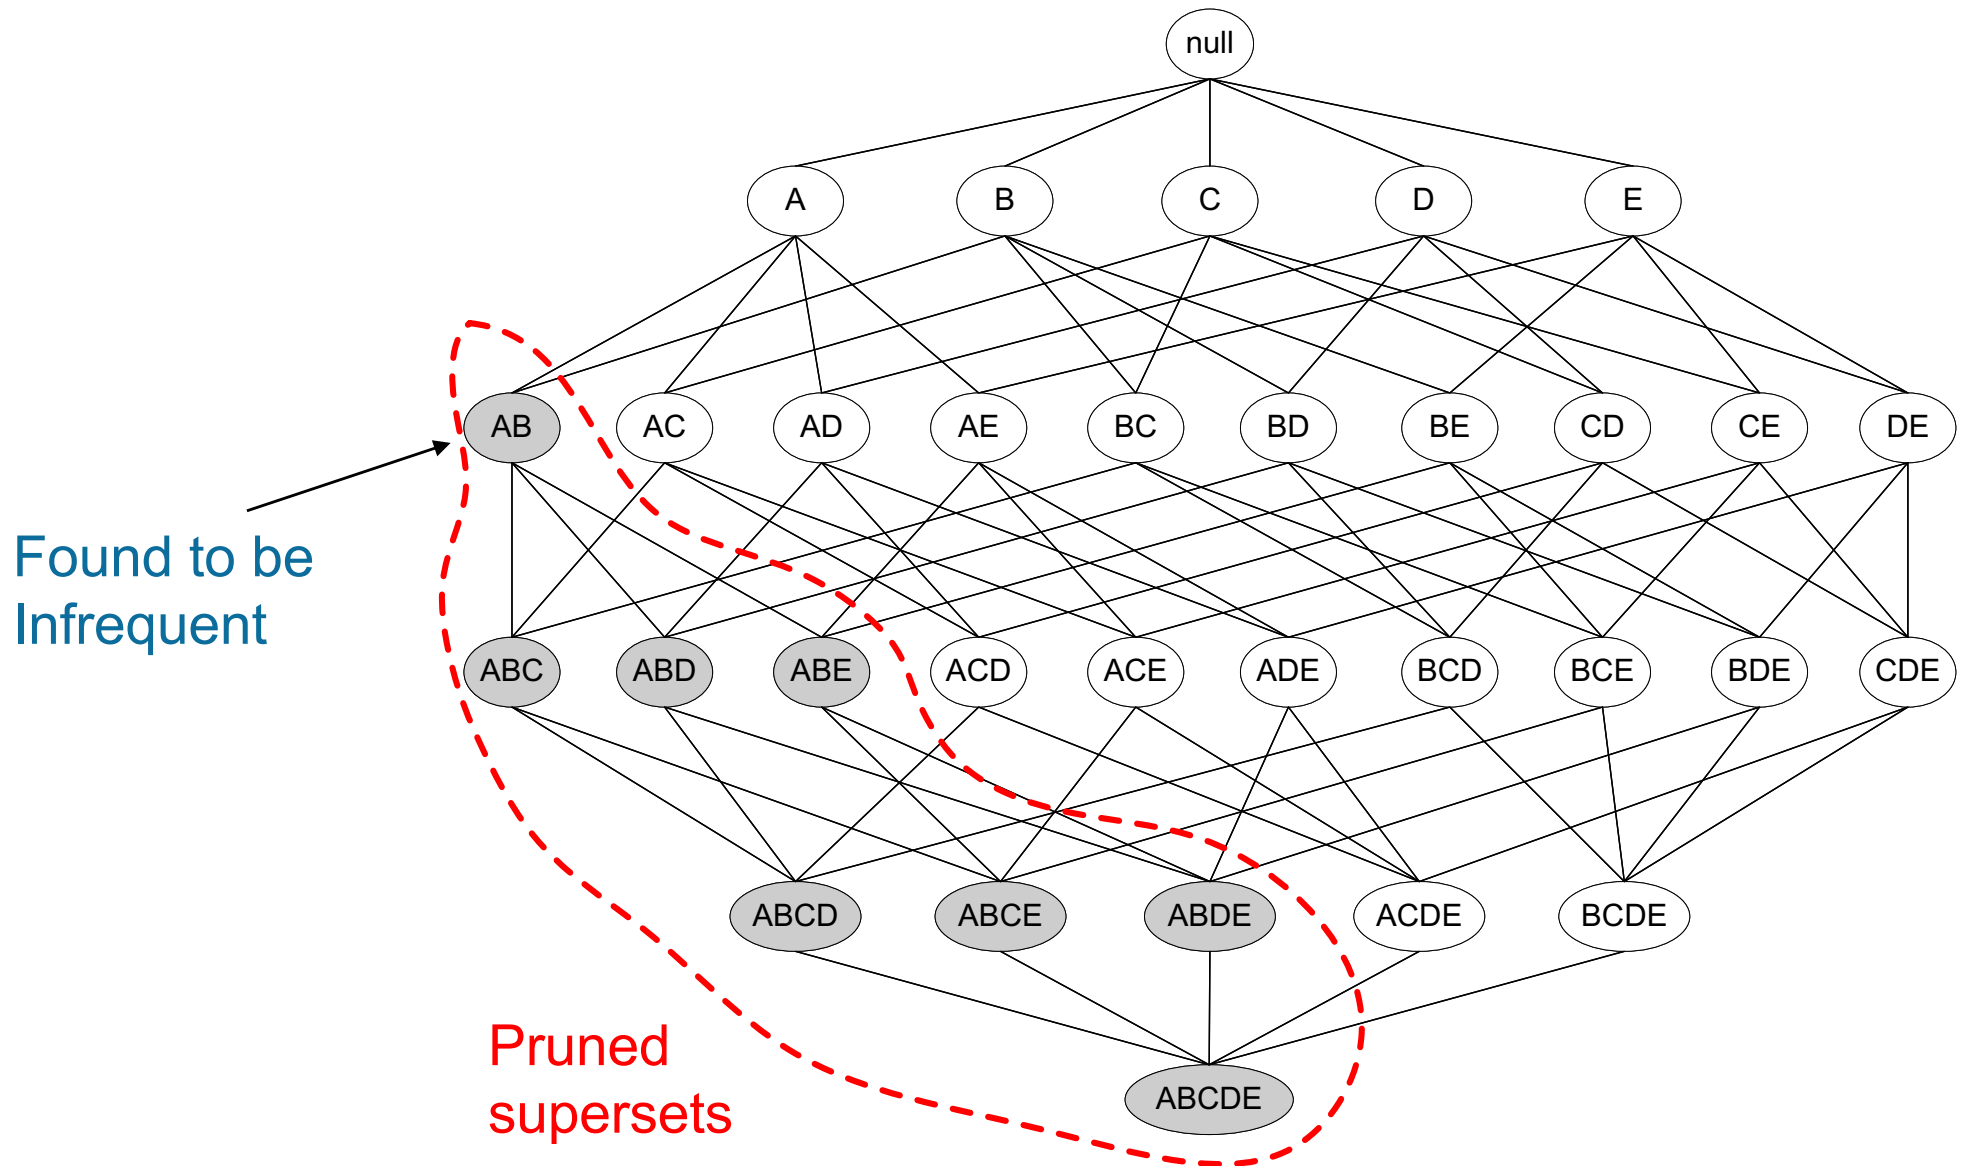 null
A B C D E
AB AC AD AE BC BD BE CD CE DE
Found to be
Infrequent
ABC ABD ABE ACD ACE ADE BCD BCE BDE CDE
ABCD ABCE ABDE ACDE BCDE
Pruned
supersets
ABCDE